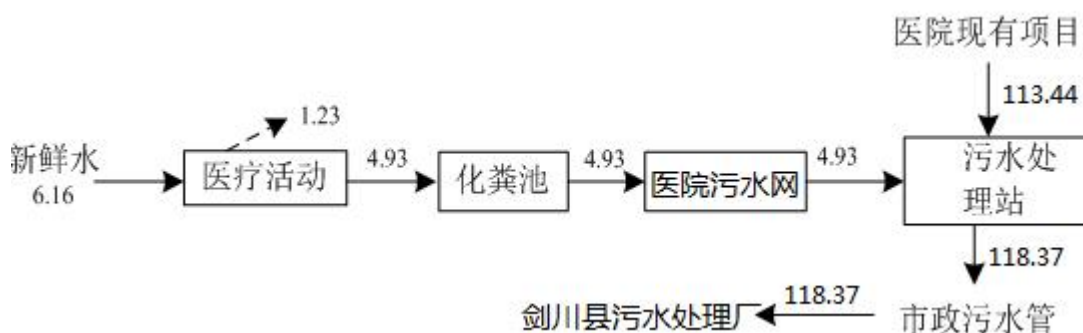 医院现有项目
113.44
1.23
新鲜水
6.16
医疗活动
4.93
化粪池
4.93
医院污水网
4.93
污水处
理站
118.37
剑川县污水处理厂
118.37
市政污水管